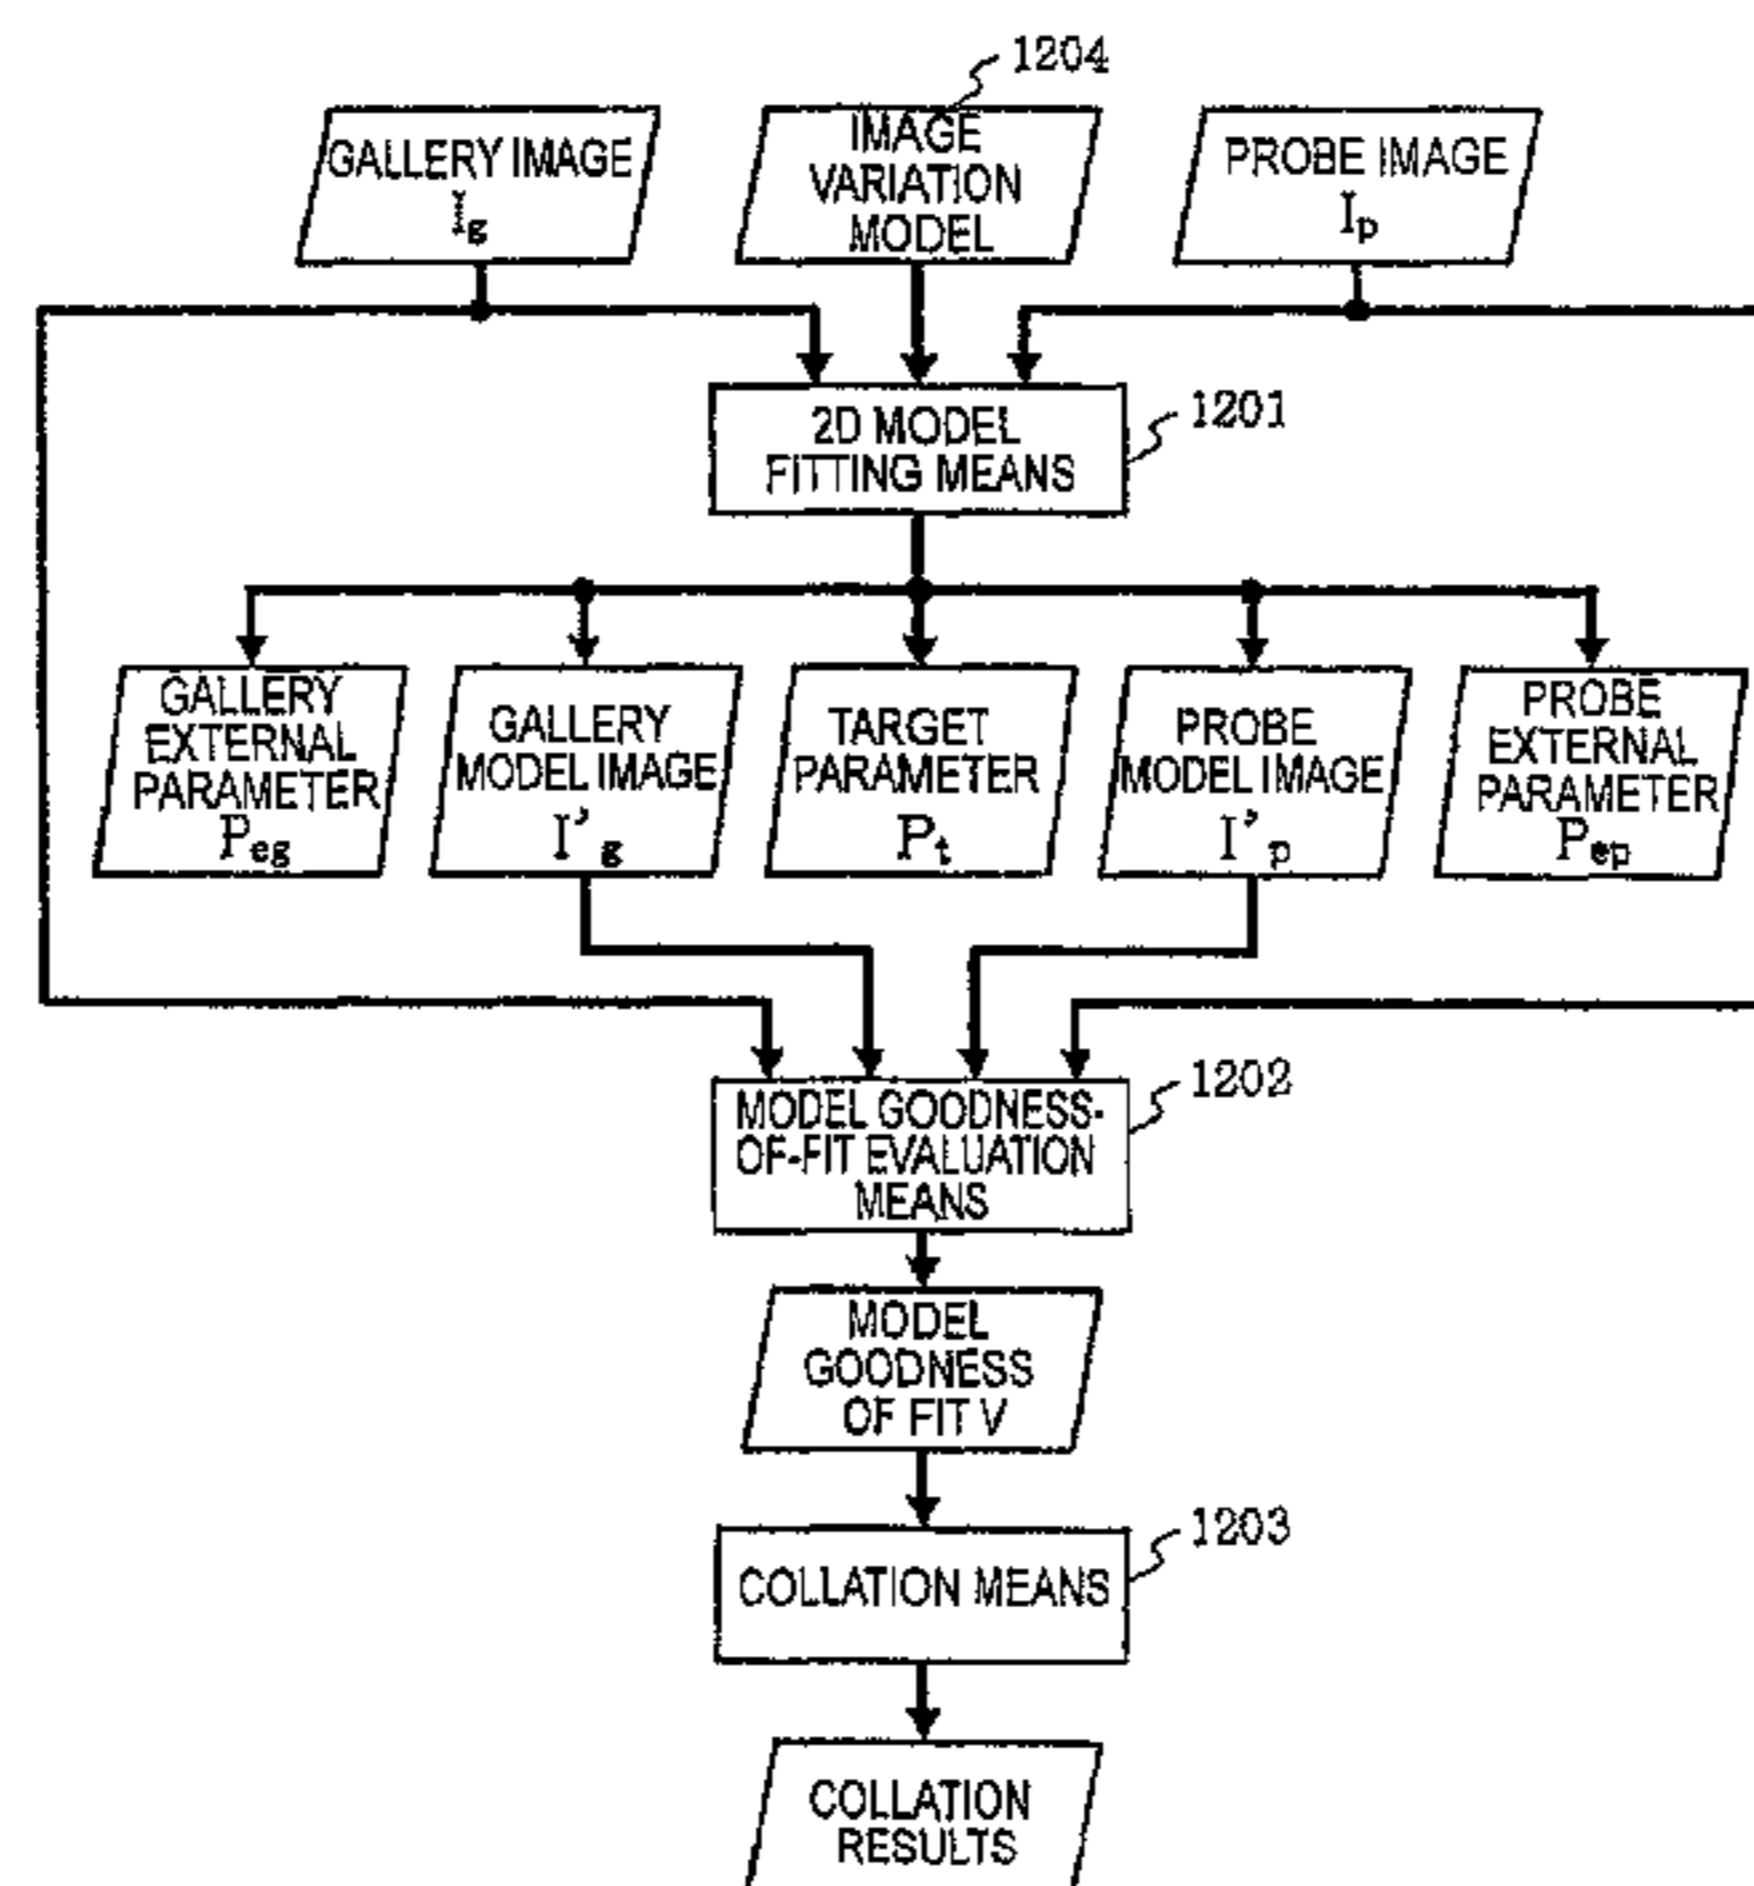 1204
GALLERY IMAGE
Ig
IMAGE
VARIATION
MODEL
PROBE IMAGE
Ip
2D MODEL
FITTING MEANS
1201
GALLERY
EXTERNAL
PARAMETER
Peg
GALLERY
MODEL IMAGE
I'g
TARGET
PARAMETER
Pt
PROBE
MODEL IMAGE
I'p
PROBE
EXTERNAL
PARAMETER
Pep
MODEL GOODNESS-
OF-FIT EVALUATION
MEANS
1202
MODEL
GOODNESS
OF FIT V
COLLATION MEANS
1203
COLLATION
RESULTS